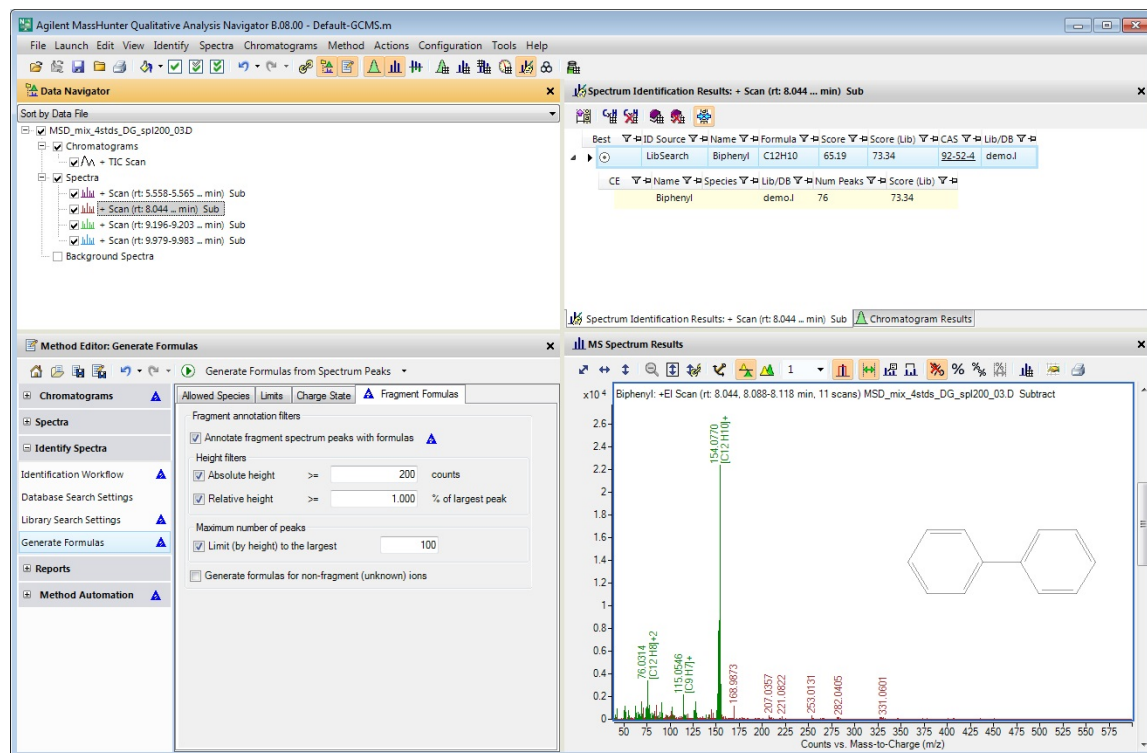 Agilent MassHunter Qualitative Analysis Navigator B.08.00 - Default-GCMS.m
File Launch Edit View Identify Spectra Chromatograms Method Actions Configuration Tools Help
Data Navigator
Sort by Data File
MSD_mix_4stds_DG_spl200_03.D
Chromatograms
+ TIC Scan
Spectra
+ Scan (rt: 5.558-5.565 ... min) Sub
+ Scan (rt: 8.044 ... min) Sub
+ Scan (rt: 9.196-9.203 ... min) Sub
+ Scan (rt: 9.979-9.983 ... min) Sub
Background Spectra
Spectrum Identification Results: + Scan (rt: 8.044 ... min) Sub
Best ID Source Name Formula Score Score (Lib) CAS Lib/DB
LibSearch Biphenyl C12H10 65.19 73.34 92-52-4 demo.l
CE Name Species Lib/DB Num Peaks Score (Lib)
Biphenyl demo.l 76 73.34
Spectrum Identification Results: + Scan (rt: 8.044 ... min) Sub Chromatogram Results
Method Editor: Generate Formulas
Generate Formulas from Spectrum Peaks
Chromatograms
Spectra
Identify Spectra
Identification Workflow
Database Search Settings
Library Search Settings
Generate Formulas
Reports
Method Automation
Allowed Species Limits Charge State Fragment Formulas
Fragment annotation filters
Annotate fragment spectrum peaks with formulas
Height filters
Absolute height >= 200 counts
Relative height >= 1.000 % of largest peak
Maximum number of peaks
Limit (by height) to the largest 100
Generate formulas for non-fragment (unknown) ions
MS Spectrum Results
1
x10 4 Biphenyl: +EI Scan (rt: 8.044, 8.088-8.118 min, 11 scans) MSD_mix_4stds_DG_spl200_03.D Subtract
2.6
2.4
2.2
2
1.8
1.6
1.4
1.2
1
0.8
0.6
0.4
0.2
0
154.0770
[C12 H10]+
76.0314
[C12 H8]+2
115.0546
[C9 H7]+
168.9873
207.0357
221.0822
253.0131
282.0405
331.0601
50 75 100 125 150 175 200 225 250 275 300 325 350 375 400 425 450 475 500 525 550 575
Counts vs. Mass-to-Charge (m/z)